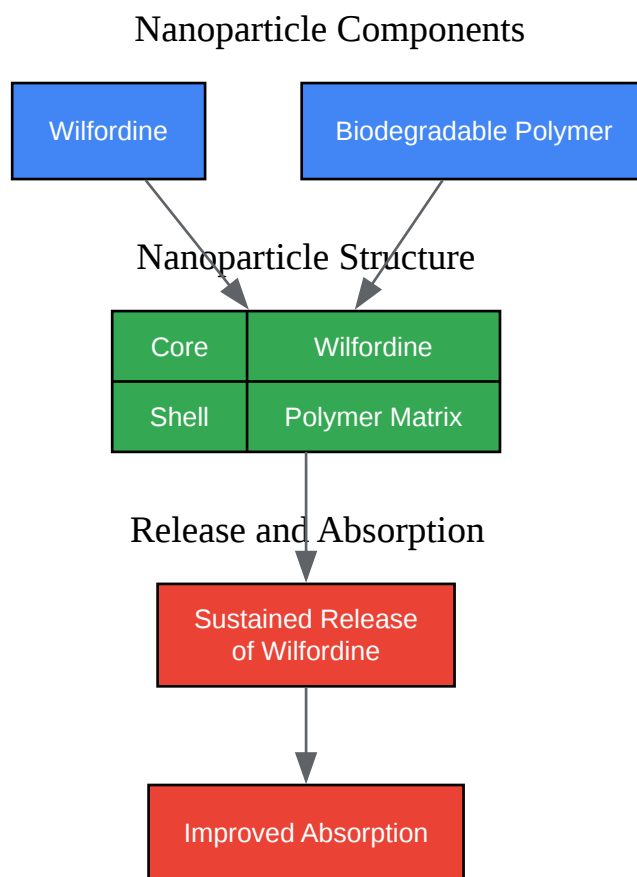 Nanoparticle Components
Wilfordine
Biodegradable Polymer
Nanoparticle Structure
Core
Wilfordine
Shell
Polymer Matrix
Release and Absorption
Sustained Release
of Wilfordine
Improved Absorption